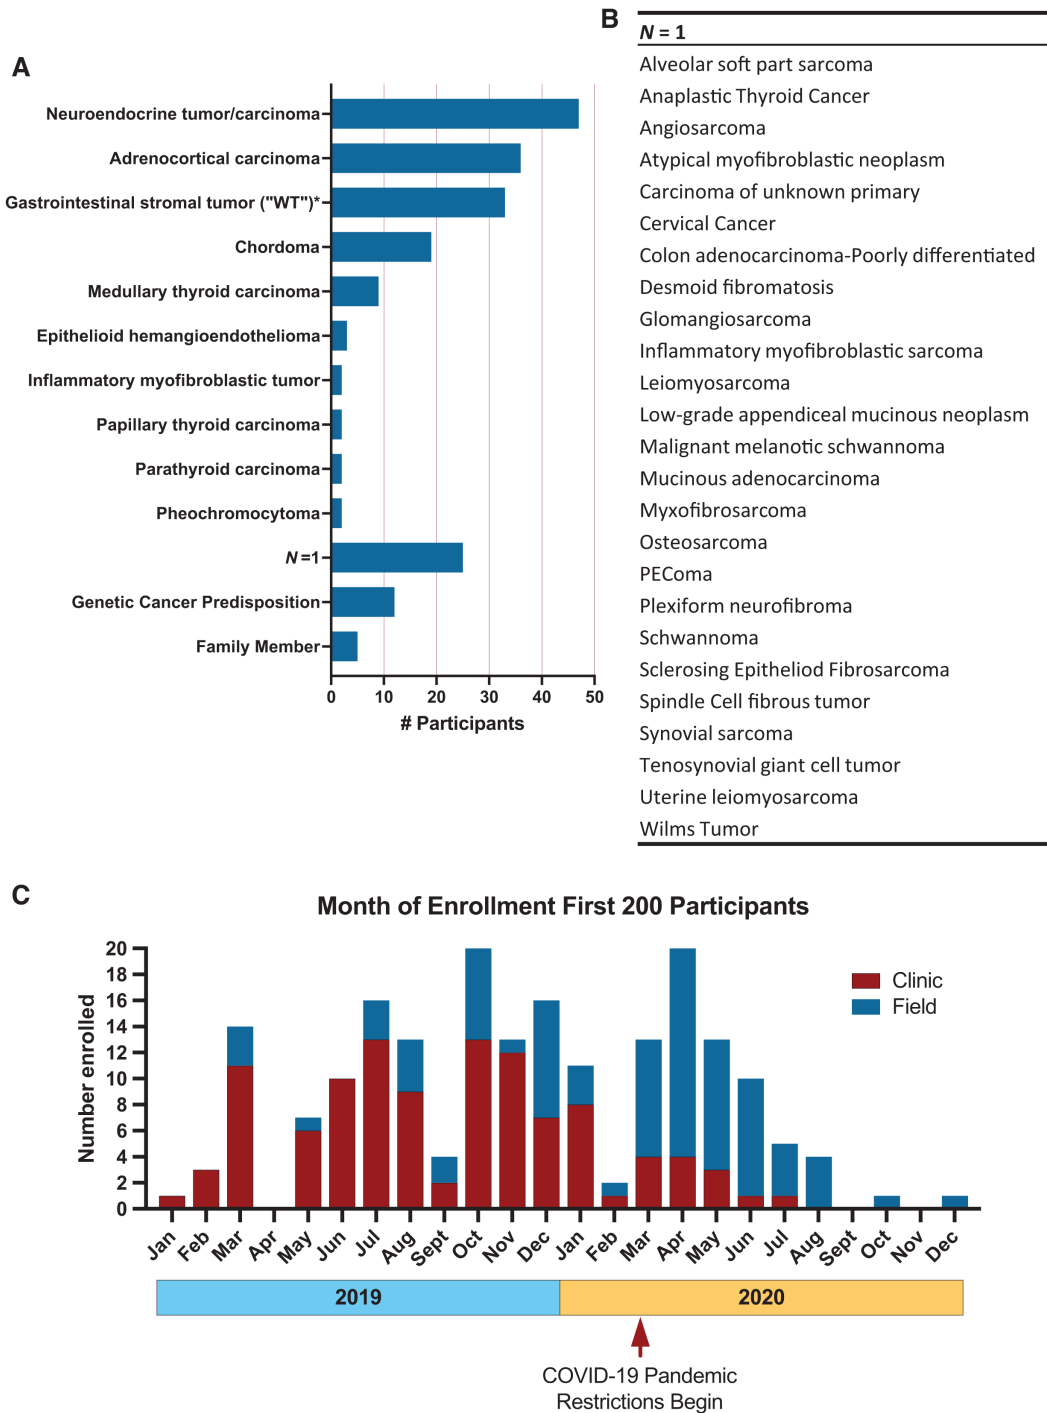 A
Neuroendocrine tumor/carcinoma
Adrenocortical carcinoma
Gastrointestinal stromal tumor ("WT")*
Chordoma
Medullary thyroid carcinoma
Epithelioid hemangioendothelioma
Inflammatory myofibroblastic tumor
Papillary thyroid carcinoma
Parathyroid carcinoma
Pheochromocytoma
N=1
Genetic Cancer Predisposition
Family Member
0 10 20 30 40 50
# Participants
B
N = 1
Alveolar soft part sarcoma
Anaplastic Thyroid Cancer
Angiosarcoma
Atypical myofibroblastic neoplasm
Carcinoma of unknown primary
Cervical Cancer
Colon adenocarcinoma-Poorly differentiated
Desmoid fibromatosis
Glomangiosarcoma
Inflammatory myofibroblastic sarcoma
Leiomyosarcoma
Low-grade appendiceal mucinous neoplasm
Malignant melanotic schwannoma
Mucinous adenocarcinoma
Myxofibrosarcoma
Osteosarcoma
PEComa
Plexiform neurofibroma
Schwannoma
Sclerosing Epitheliod Fibrosarcoma
Spindle Cell fibrous tumor
Synovial sarcoma
Tenosynovial giant cell tumor
Uterine leiomyosarcoma
Wilms Tumor
C
Month of Enrollment First 200 Participants
Number enrolled
20
18
16
14
12
10
8
6
4
2
0
Clinic
Field
Jan Feb Mar Apr May Jun Jul Aug Sept Oct Nov Dec Jan Feb Mar Apr May Jun Jul Aug Sept Oct Nov Dec
2019 2020
COVID-19 Pandemic
Restrictions Begin